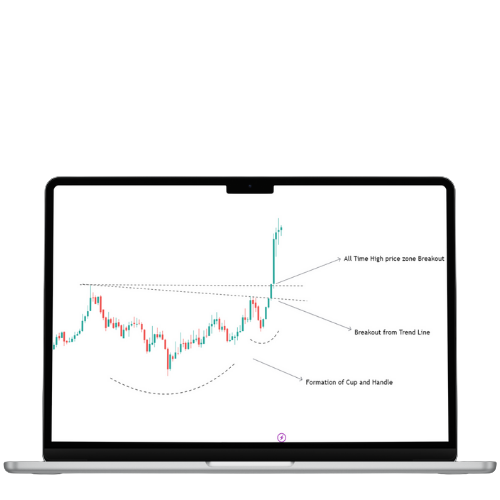 All Time High price zone Breakout
Breakout from Trend Line
Formation of Cup and Handle